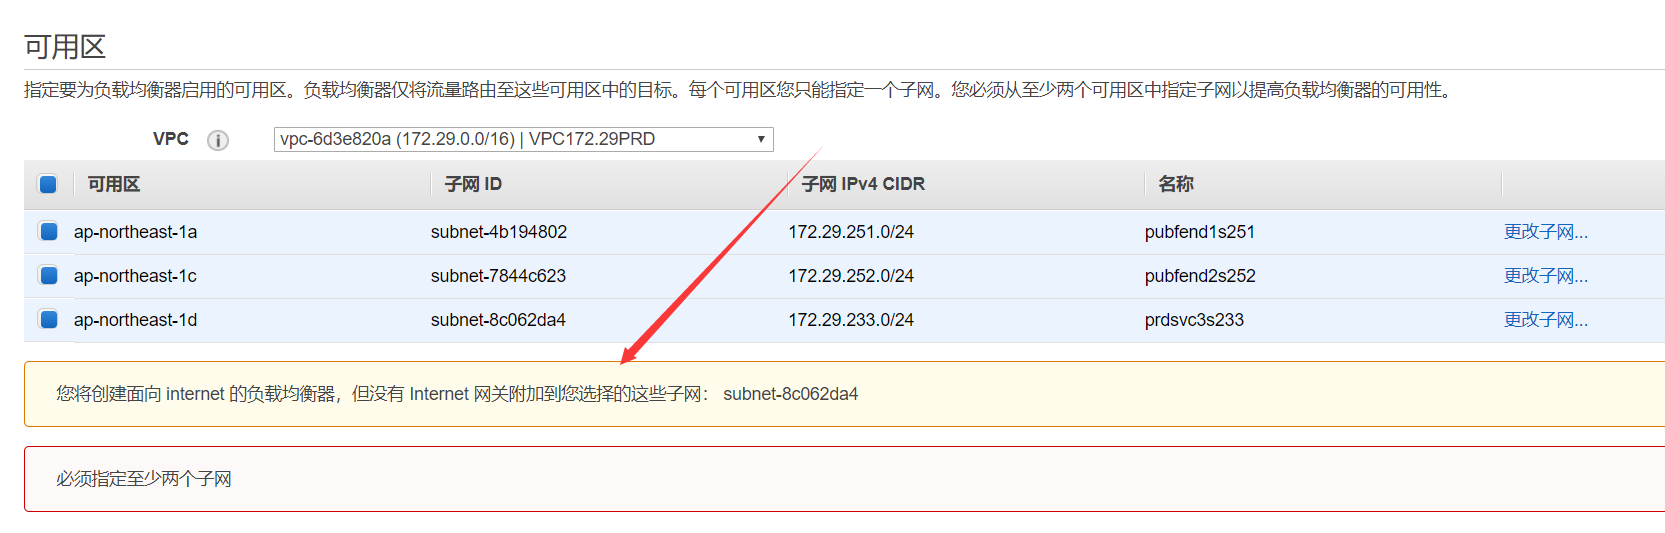 可用区
指定要为负载均衡器启用的可用区。负载均衡器仅将流量路由至这些可用区中的目标。每个可用区您只能指定一个子网。您必须从至少两个可用区中指定子网以提高负载均衡器的可用性。
VPC vpc-6d3e820a (172.29.0.0/16) | VPC172.29PRD
可用区 子网 ID 子网 IPv4 CIDR 名称
ap-northeast-1a subnet-4b194802 172.29.251.0/24 pubfend1s251 更改子网...
ap-northeast-1c subnet-7844c623 172.29.252.0/24 pubfend2s252 更改子网...
ap-northeast-1d subnet-8c062da4 172.29.233.0/24 prdsvc3s233 更改子网...
您将创建面向 internet 的负载均衡器，但没有 Internet 网关附加到您选择的这些子网： subnet-8c062da4
必须指定至少两个子网